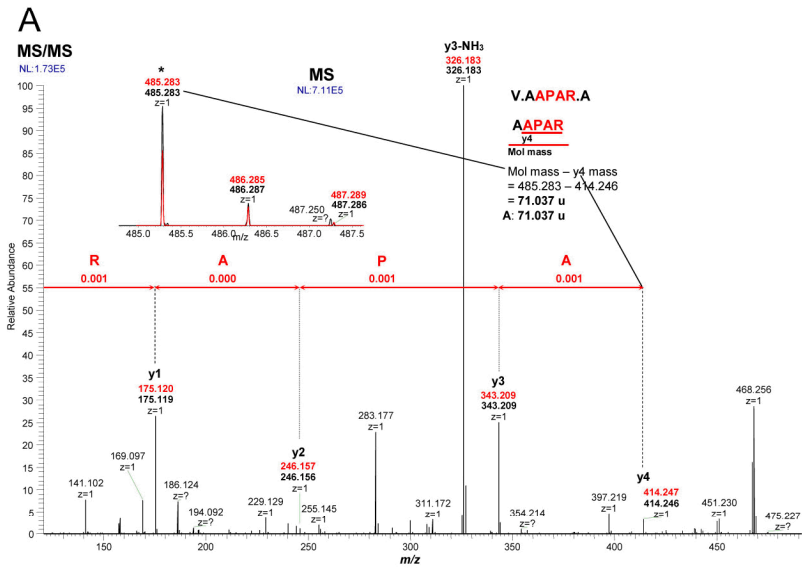 A
MS/MS
NL:1.73E5
MS
NL:7.11E5
*
485.283
485.283
z=1
486.285
486.287
z=1
487.250
z=?
487.289
487.286
z=1
485.0
485.5
486.0
486.5
487.0
487.5
m/z
y3-NH3
326.183
326.183
z=1
V.AAPAR.A
AAPAR
y4
Mol mass
Mol mass – y4 mass
= 485.283 – 414.246
= 71.037 u
A: 71.037 u
R
0.001
A
0.000
P
0.001
A
0.001
y1
175.120
175.119
z=1
y2
246.157
246.156
z=1
y3
343.209
343.209
z=1
y4
414.247
414.246
z=1
141.102
z=1
169.097
z=1
186.124
z=?
194.092
z=?
229.129
z=1
255.145
z=1
283.177
z=1
311.172
z=1
354.214
z=?
397.219
z=1
451.230
z=1
468.256
z=1
475.227
z=?
Relative Abundance
100
95
90
85
80
75
70
65
60
55
50
45
40
35
30
25
20
15
10
5
0
150
200
250
300
350
400
450
m/z